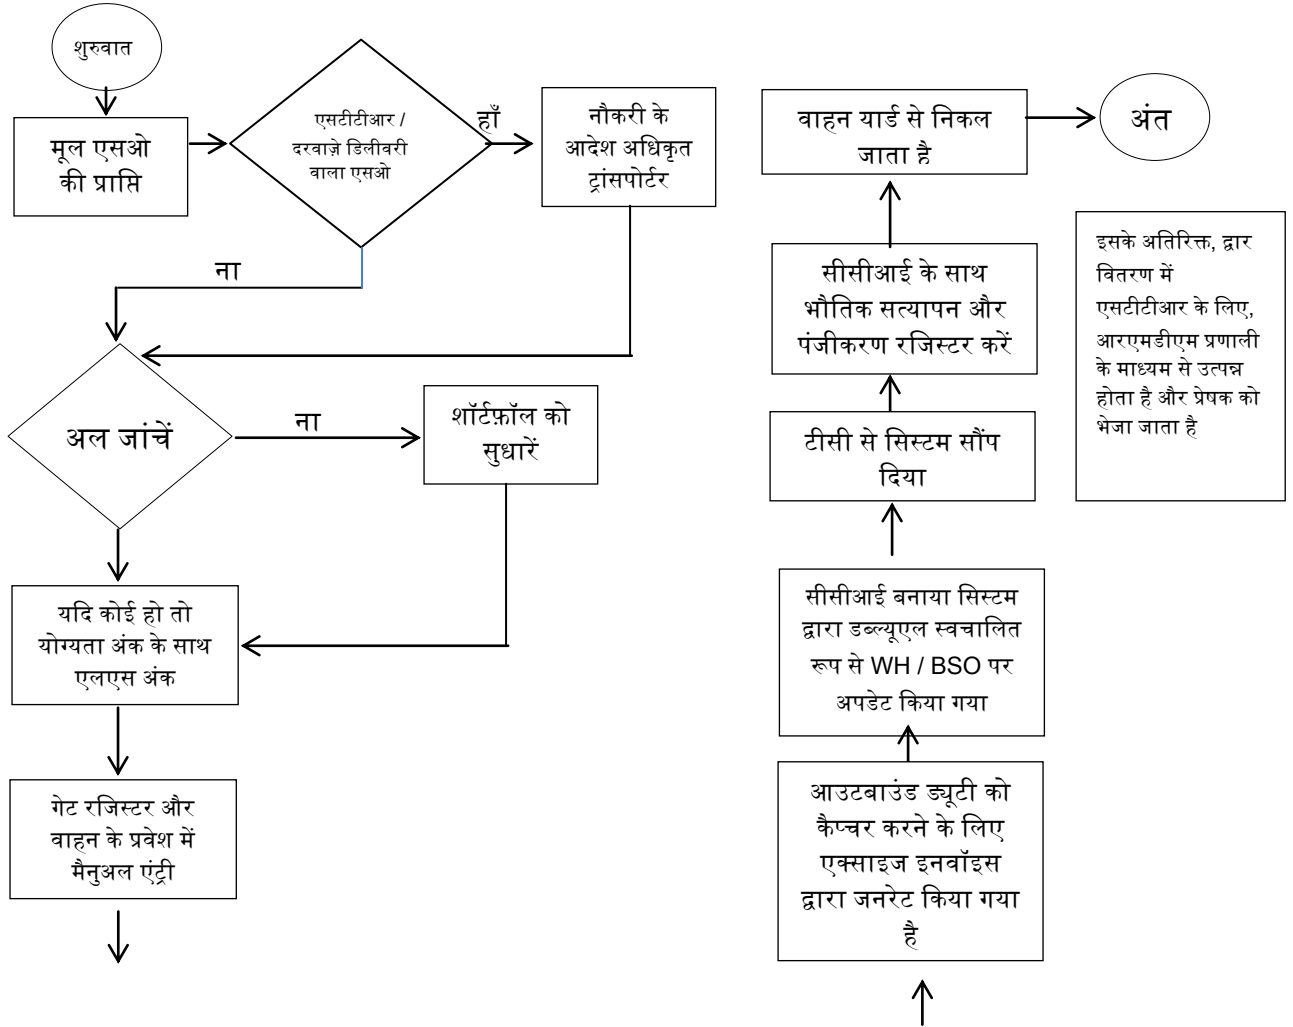 शुरुवात
मूल एसओ
की प्राप्ति
एसटीटीआर /
दरवाज़े डिलीवरी
वाला एसओ
हाँ
नौकरी के
आदेश अधिकृत
ट्रांसपोर्टर
ना
अल जांचें
ना
शॉर्टफ़ॉल को
सुधारें
यदि कोई हो तो
योग्यता अंक के साथ
एलएस अंक
गेट रजिस्टर और
वाहन के प्रवेश में
मैनुअल एंट्री
वाहन यार्ड से निकल
जाता है
अंत
सीसीआई के साथ
भौतिक सत्यापन और
पंजीकरण रजिस्टर करें
टीसी से सिस्टम सौंप
दिया
सीसीआई बनाया सिस्टम
द्वारा डब्ल्यूएल स्वचालित
रूप से WH / BSO पर
अपडेट किया गया
आउटबाउंड ड्यूटी को
कैप्चर करने के लिए
एक्साइज इनवॉइस
द्वारा जनरेट किया गया
है
इसके अतिरिक्त, द्वार
वितरण में
एसटीटीआर के लिए,
आरएमडीएम प्रणाली
के माध्यम से उत्पन्न
होता है और प्रेषक को
भेजा जाता है